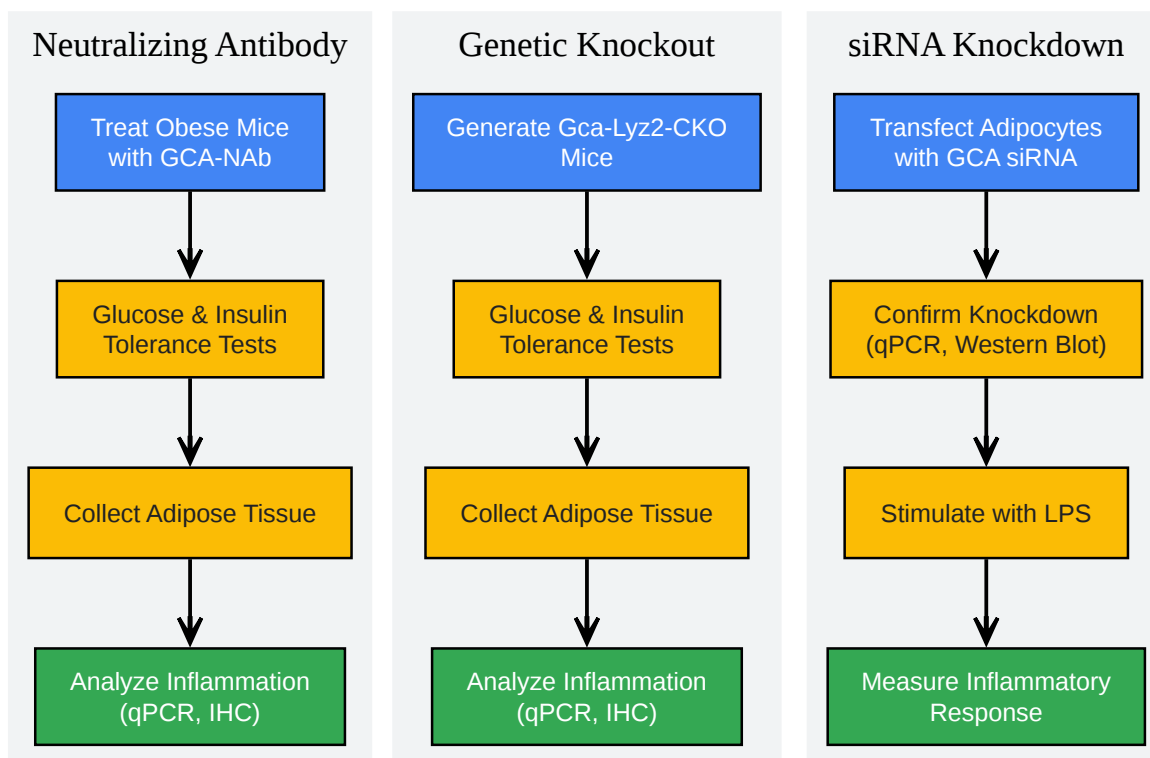 Neutralizing Antibody
Treat Obese Mice
with GCA-NAb
Glucose & Insulin
Tolerance Tests
Collect Adipose Tissue
Analyze Inflammation
(qPCR, IHC)
Genetic Knockout
Generate Gca-Lyz2-CKO
Mice
Glucose & Insulin
Tolerance Tests
Collect Adipose Tissue
Analyze Inflammation
(qPCR, IHC)
siRNA Knockdown
Transfect Adipocytes
with GCA siRNA
Confirm Knockdown
(qPCR, Western Blot)
Stimulate with LPS
Measure Inflammatory
Response